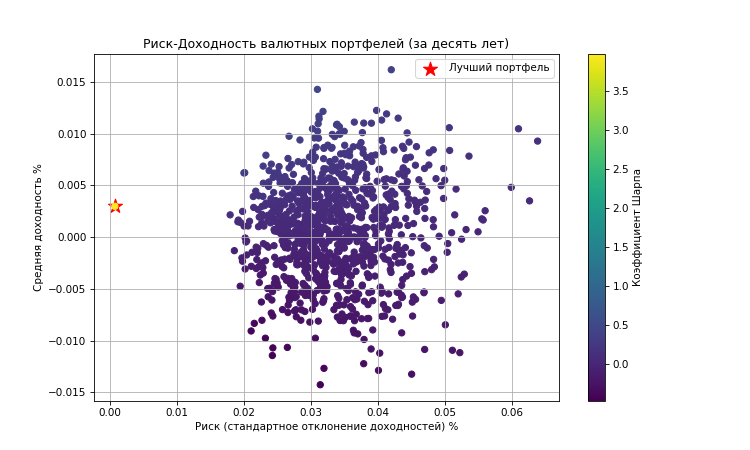 Риск-Доходность валютных портфелей (за десять лет)
Лучший портфель
0.015
0.010
0.005
0.000
−0.005
−0.010
−0.015
Средняя доходность %
0.00 0.01 0.02 0.03 0.04 0.05 0.06
Риск (стандартное отклонение доходностей) %
3.5
3.0
2.5
2.0
1.5
1.0
0.5
0.0
Коэффициент Шарпа